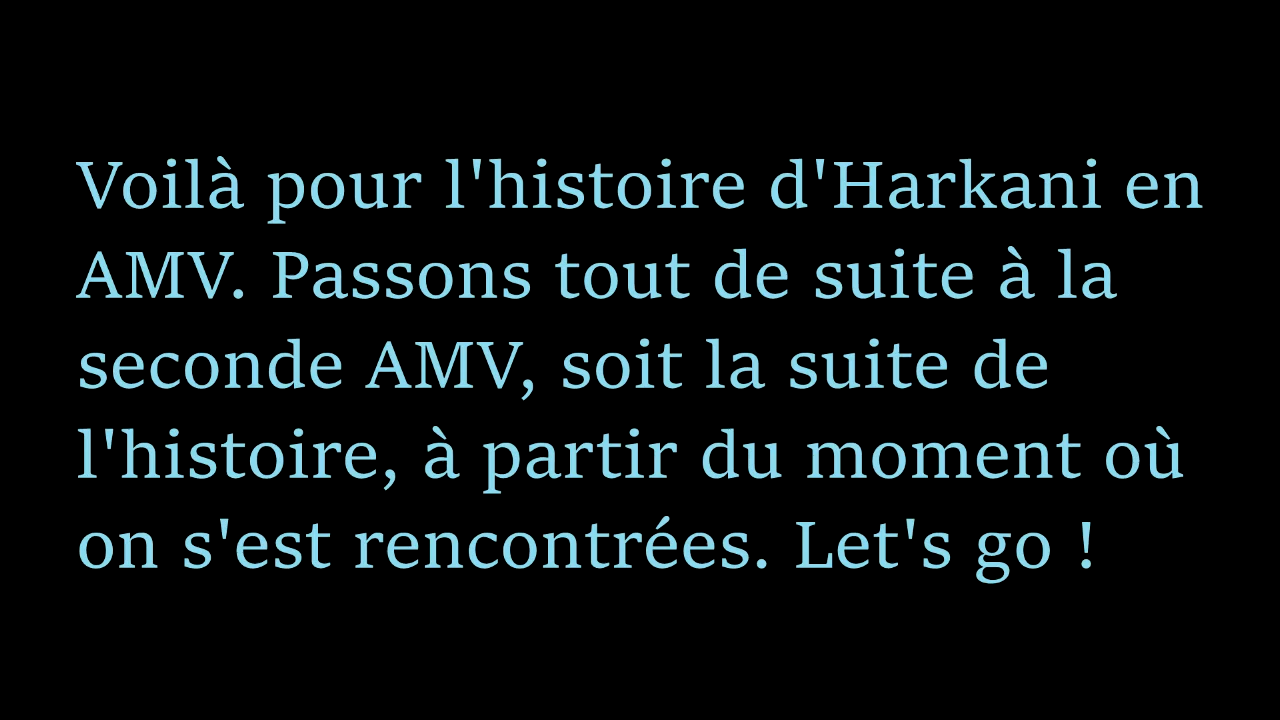 Voilà pour l'histoire d'Harkani en
AMV. Passons tout de suite à la
seconde AMV, soit la suite de
l'histoire, à partir du moment où
on s'est rencontrées. Let's go !